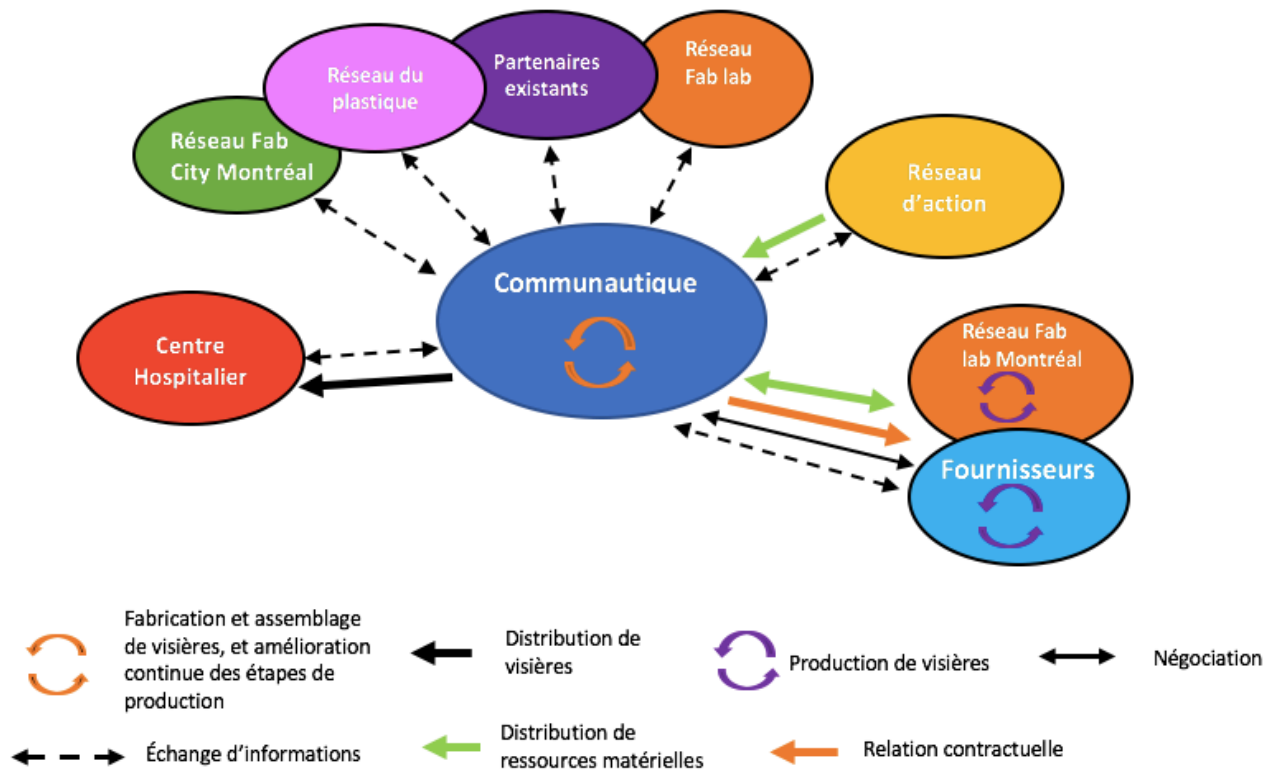 Réseau du
plastique
Partenaires
existants
Réseau
Fab lab
Réseau Fab
City Montréal
Réseau
d’action
Communautique
Centre
Hospitalier
Réseau Fab
lab Montréal
Fournisseurs
Fabrication et assemblage
de visières, et amélioration
continue des étapes de
production
Distribution de
visières
Production de visières
Négociation
Échange d’informations
Distribution de
ressources matérielles
Relation contractuelle